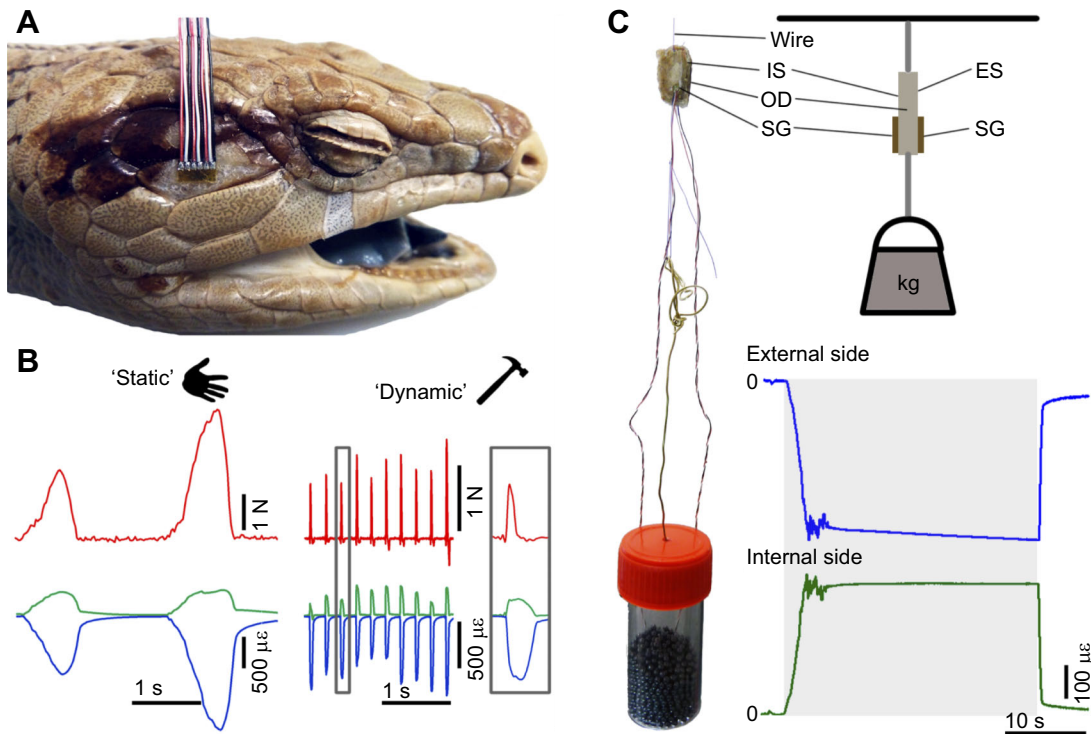 A
C
Wire
IS
ES
OD
SG
SG
kg
B
'Static'
'Dynamic'
1 N
1 N
500 µε
500 µε
1 s
1 s
External side
0
Internal side
0
100 µε
10 s